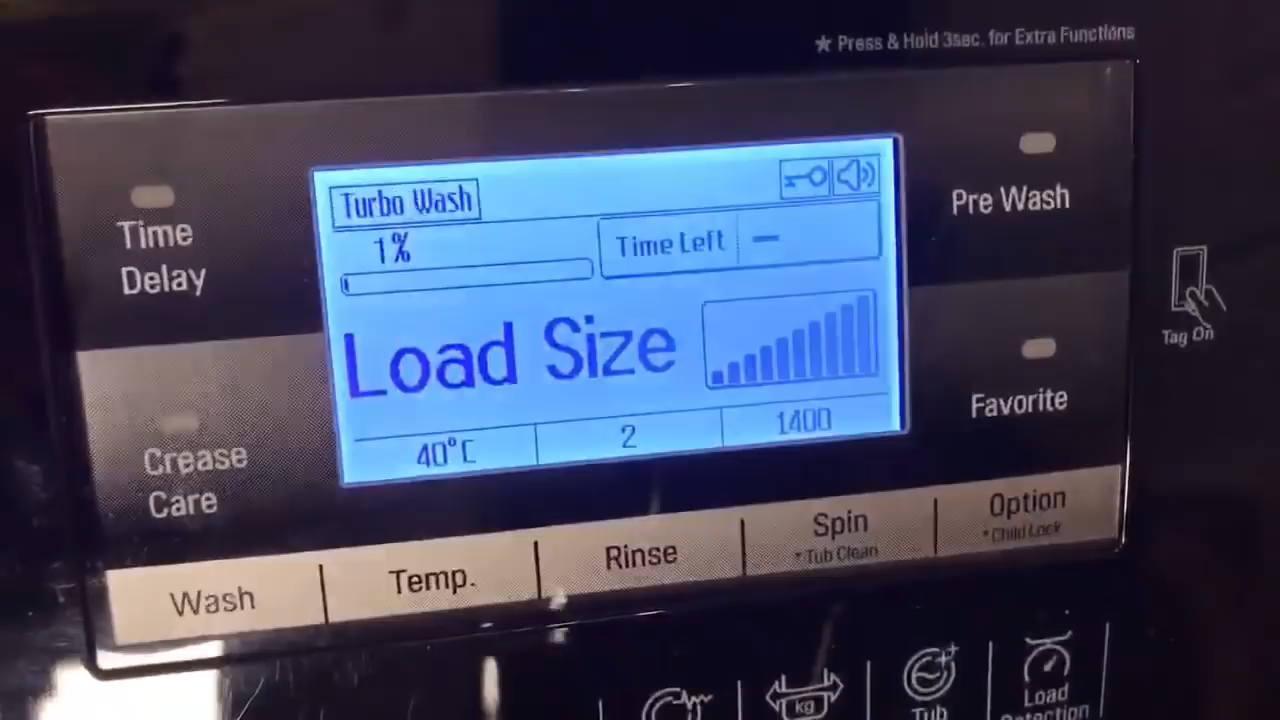 ★ Press & Hold 3sec. for Extra Functions
Time
Delay
Turbo Wash
1%
Time Left –
Pre Wash
Load Size
Tag On
Favorite
40°C
2
1400
Crease
Care
Wash
Temp.
Rinse
Spin
* Tub Clean
Option
* Child Lock
kg
Tub
Load